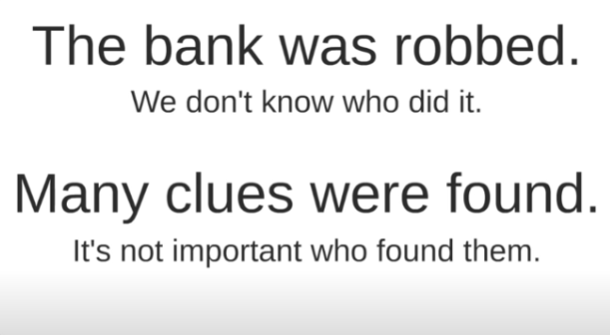 The bank was robbed.
We don't know who did it.
Many clues were found.
It's not important who found them.